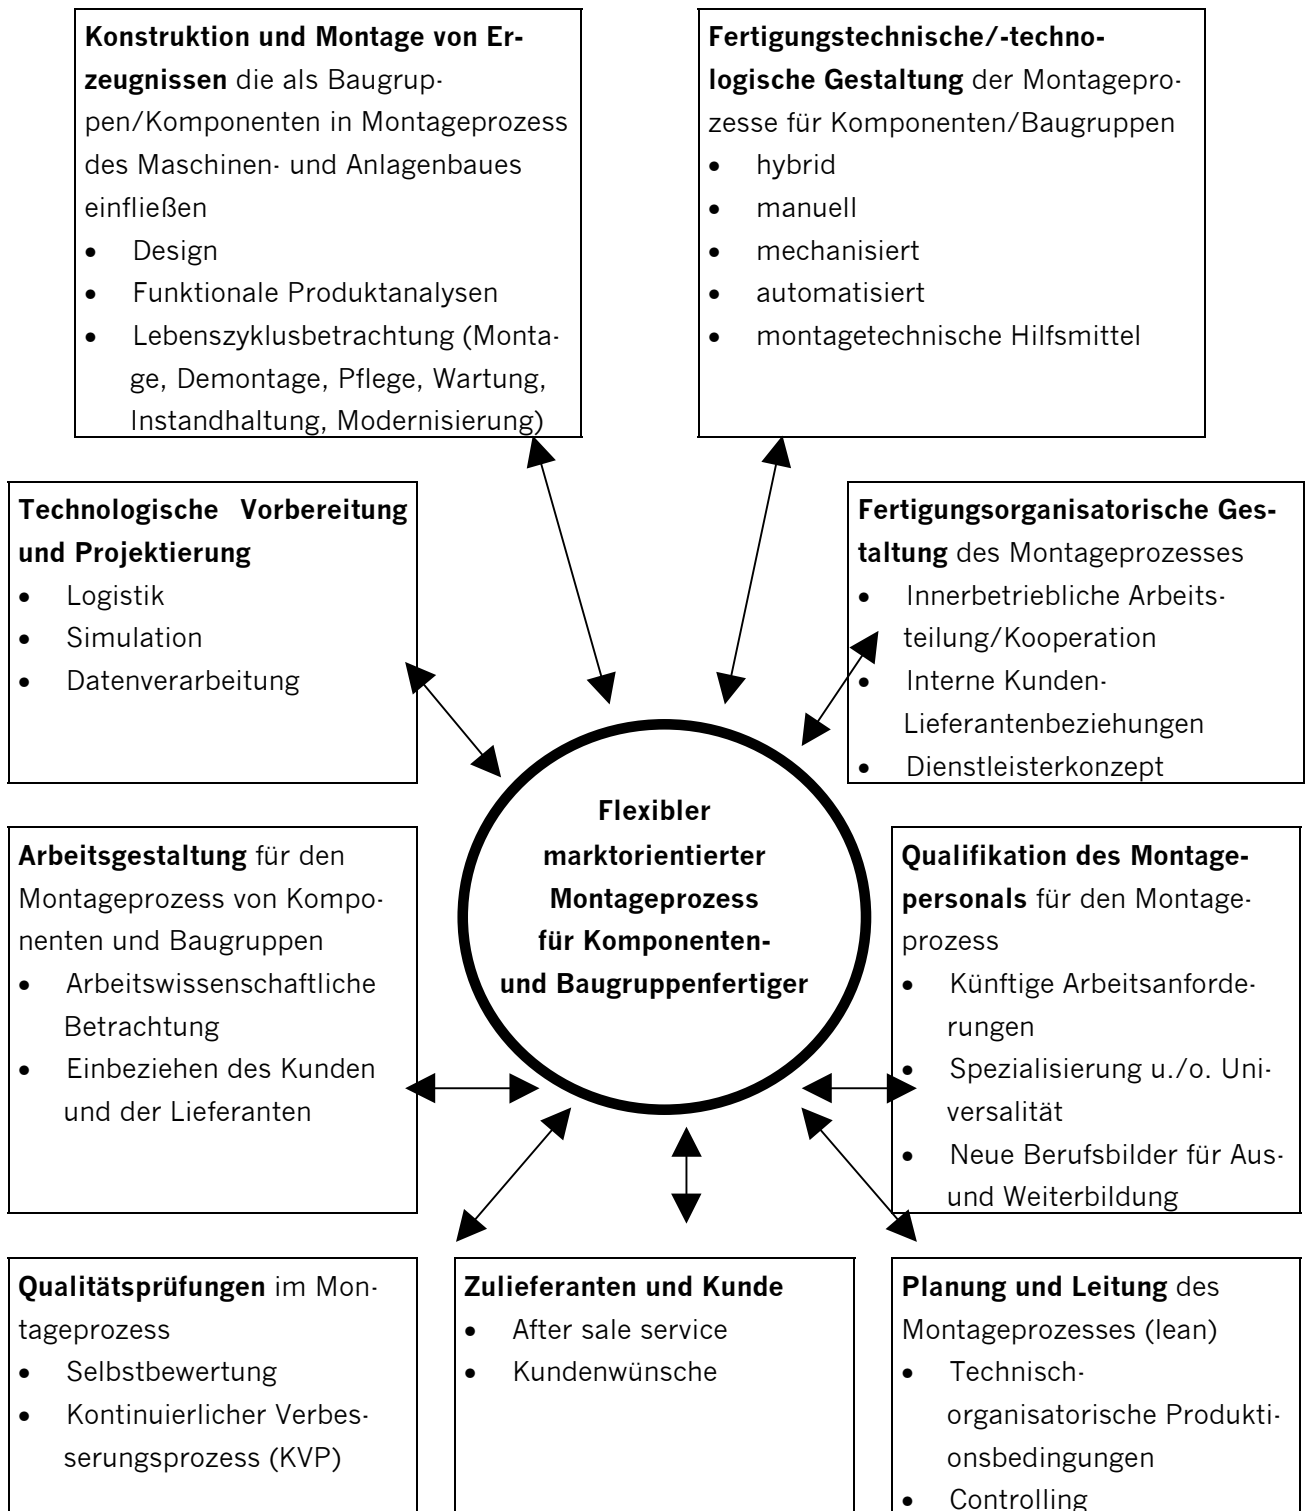 Konstruktion und Montage von Er-
zeugnissen die als Baugrup-
pen/Komponenten in Montageprozess
des Maschinen- und Anlagenbaues
einfließen
• Design
• Funktionale Produktanalysen
• Lebenszyklusbetrachtung (Monta-
ge, Demontage, Pflege, Wartung,
Instandhaltung, Modernisierung)
Fertigungstechnische/-techno-
logische Gestaltung der Montagepro-
zesse für Komponenten/Baugruppen
• hybrid
• manuell
• mechanisiert
• automatisiert
• montagetechnische Hilfsmittel
Technologische Vorbereitung
und Projektierung
• Logistik
• Simulation
• Datenverarbeitung
Fertigungsorganisatorische Ges-
taltung des Montageprozesses
• Innerbetriebliche Arbeits-
teilung/Kooperation
• Interne Kunden-
Lieferantenbeziehungen
• Dienstleisterkonzept
Flexibler
marktorientierter
Montageprozess
für Komponenten-
und Baugruppenfertiger
Arbeitsgestaltung für den
Montageprozess von Kompo-
nenten und Baugruppen
• Arbeitswissenschaftliche
Betrachtung
• Einbeziehen des Kunden
und der Lieferanten
Qualifikation des Montage-
personals für den Montage-
prozess
• Künftige Arbeitsanforde-
rungen
• Spezialisierung u./o. Uni-
versalität
• Neue Berufsbilder für Aus-
und Weiterbildung
Qualitätsprüfungen im Mon-
tageprozess
• Selbstbewertung
• Kontinuierlicher Verbes-
serungsprozess (KVP)
Zulieferanten und Kunde
• After sale service
• Kundenwünsche
Planung und Leitung des
Montageprozesses (lean)
• Technisch-
organisatorische Produkti-
onsbedingungen
• Controlling